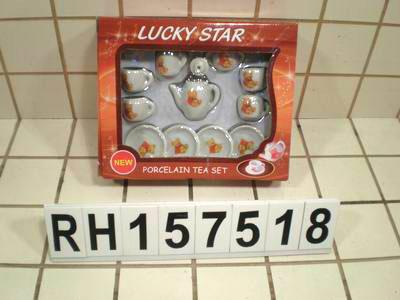 LUCKY STAR
NEW
PORCELAIN TEA SET
RH157518